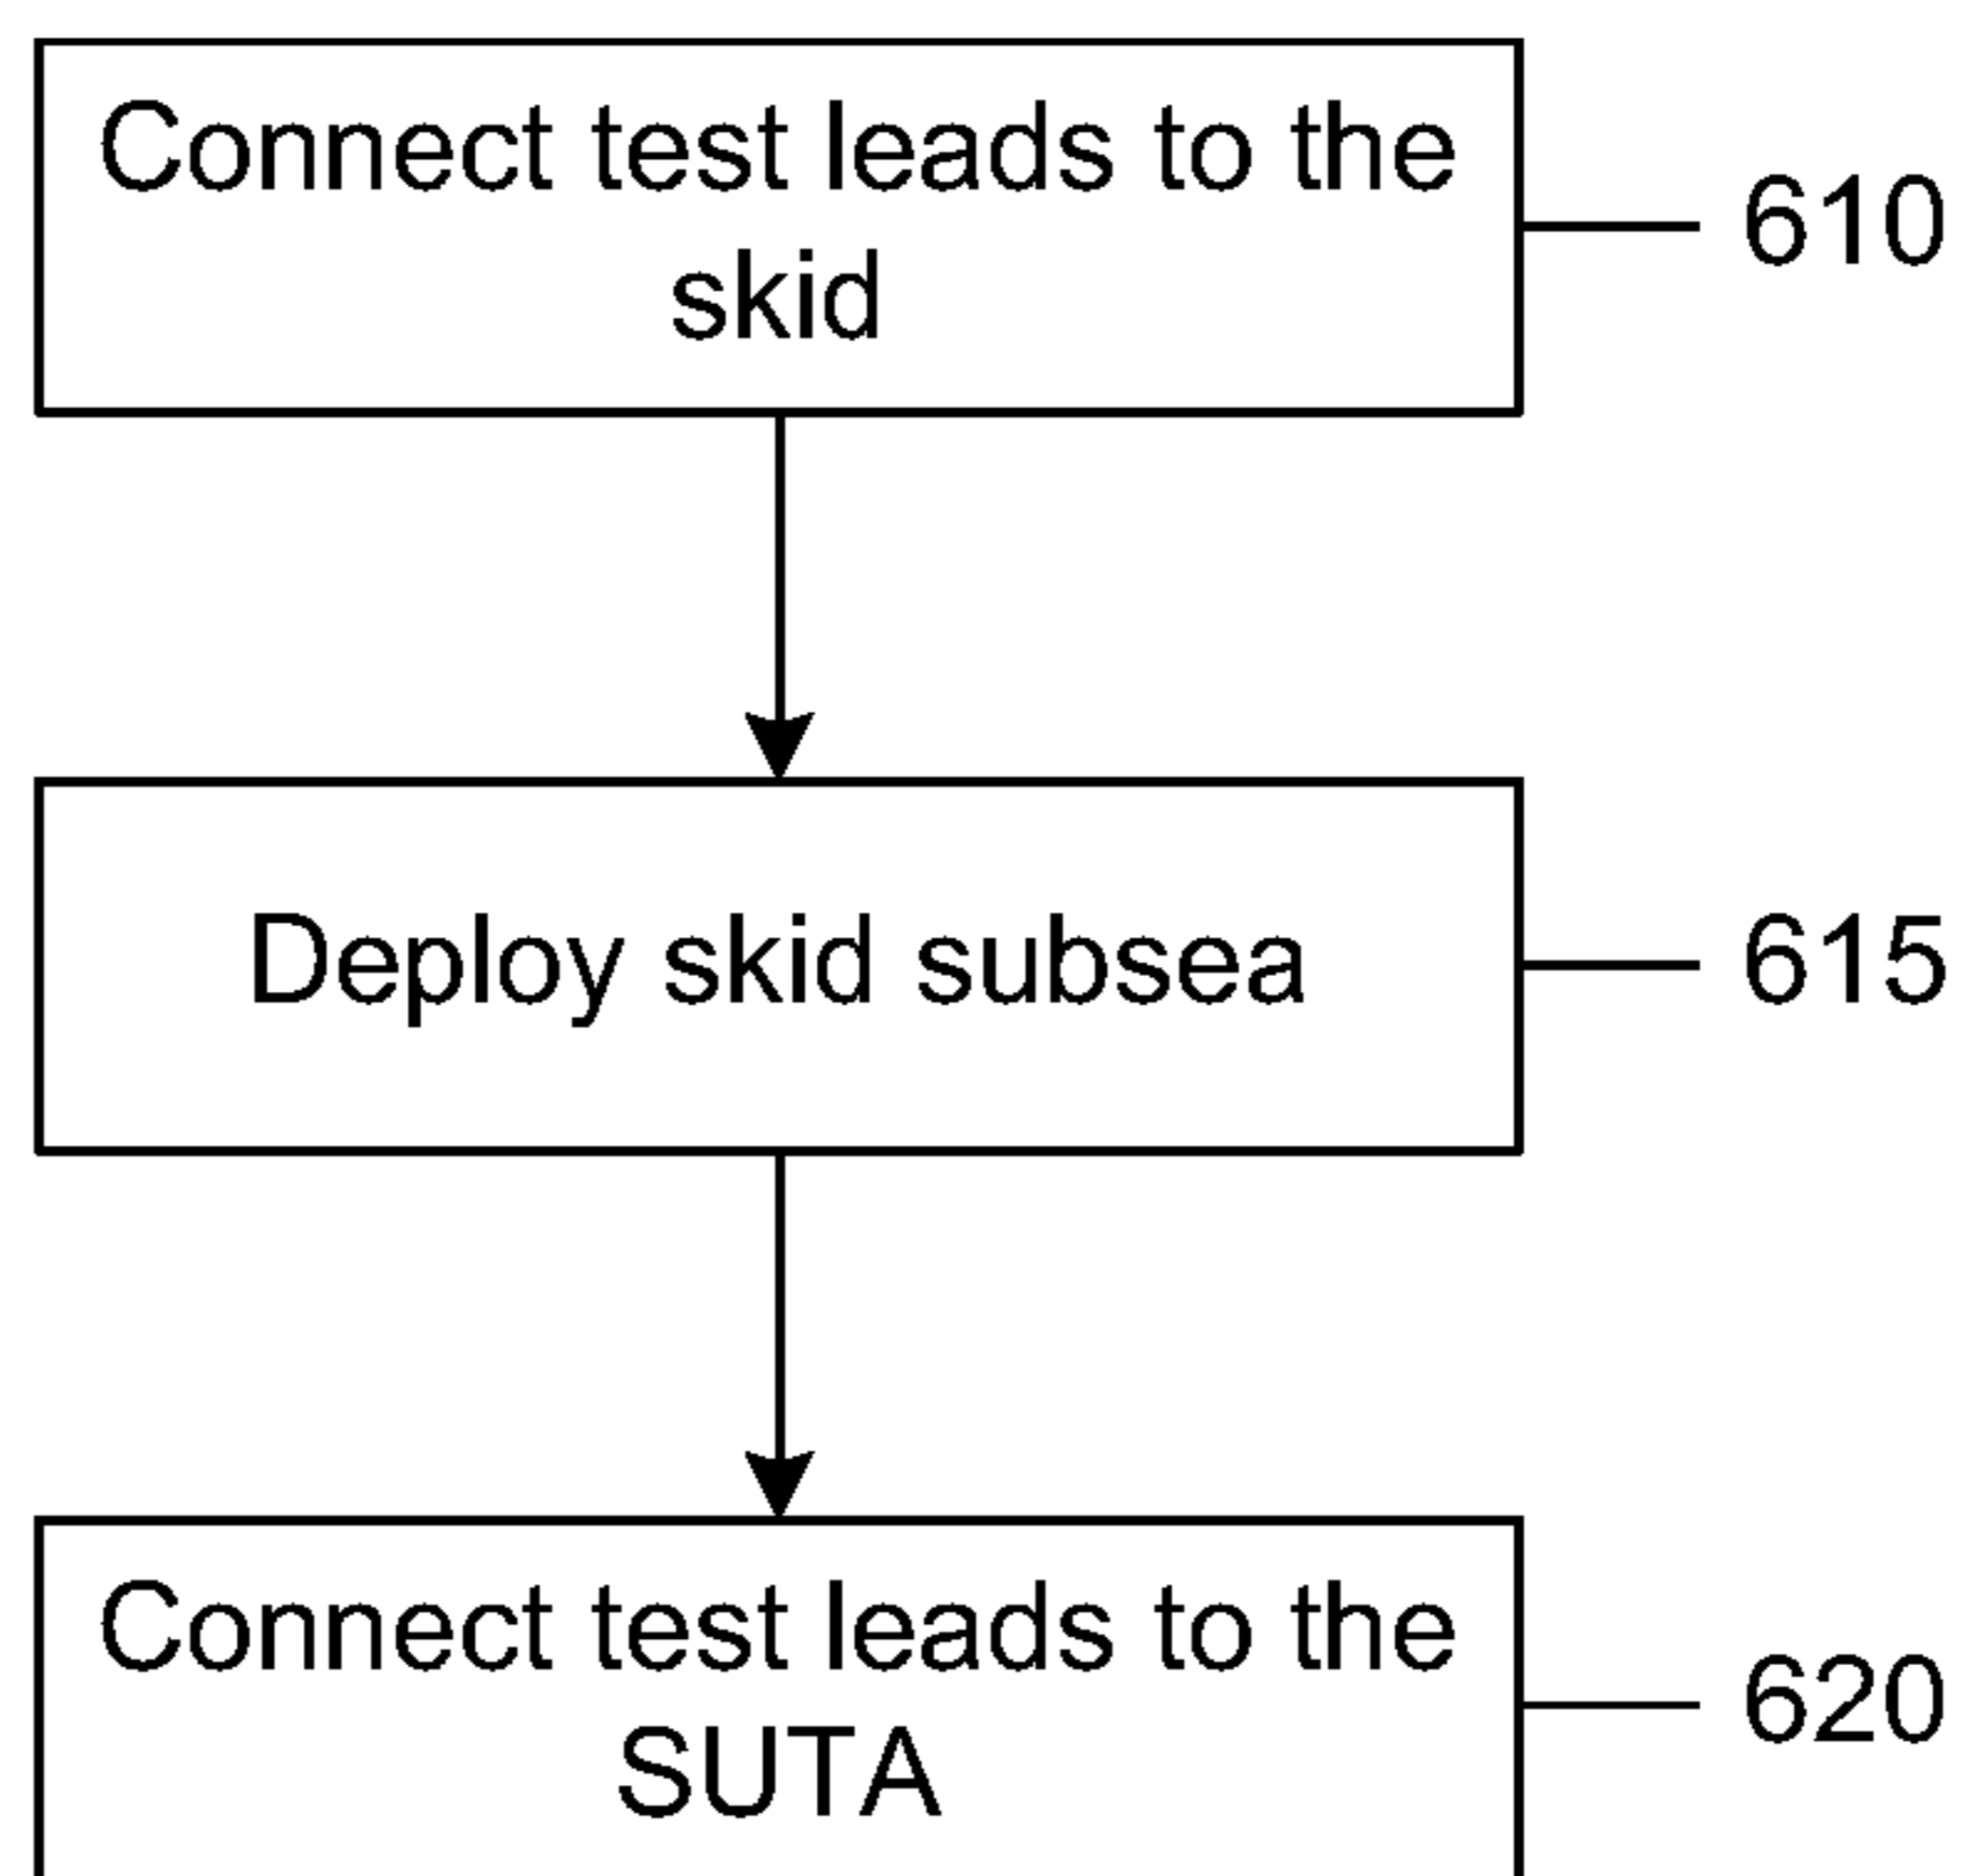 Connect test leads to the
skid
610
Deploy skid subsea
615
Connect test leads to the
SUTA
620